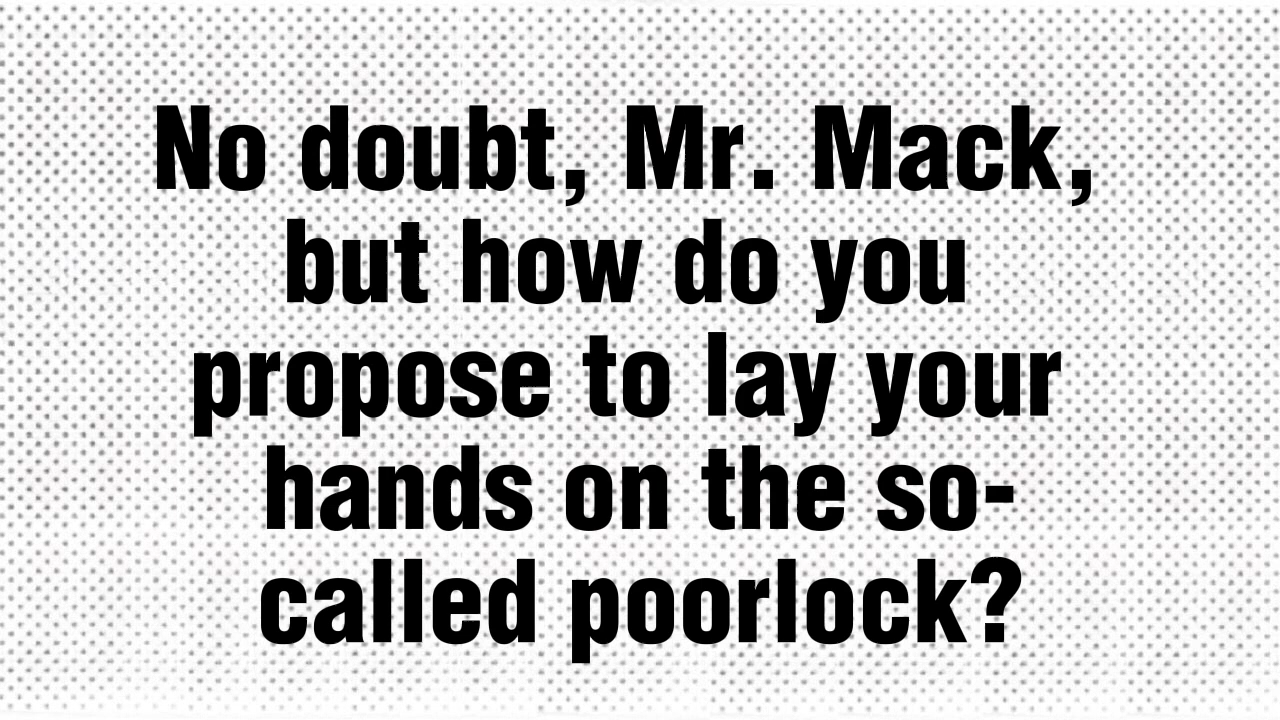 No doubt, Mr. Mack,
but how do you
propose to lay your
hands on the so-
called poorlock?